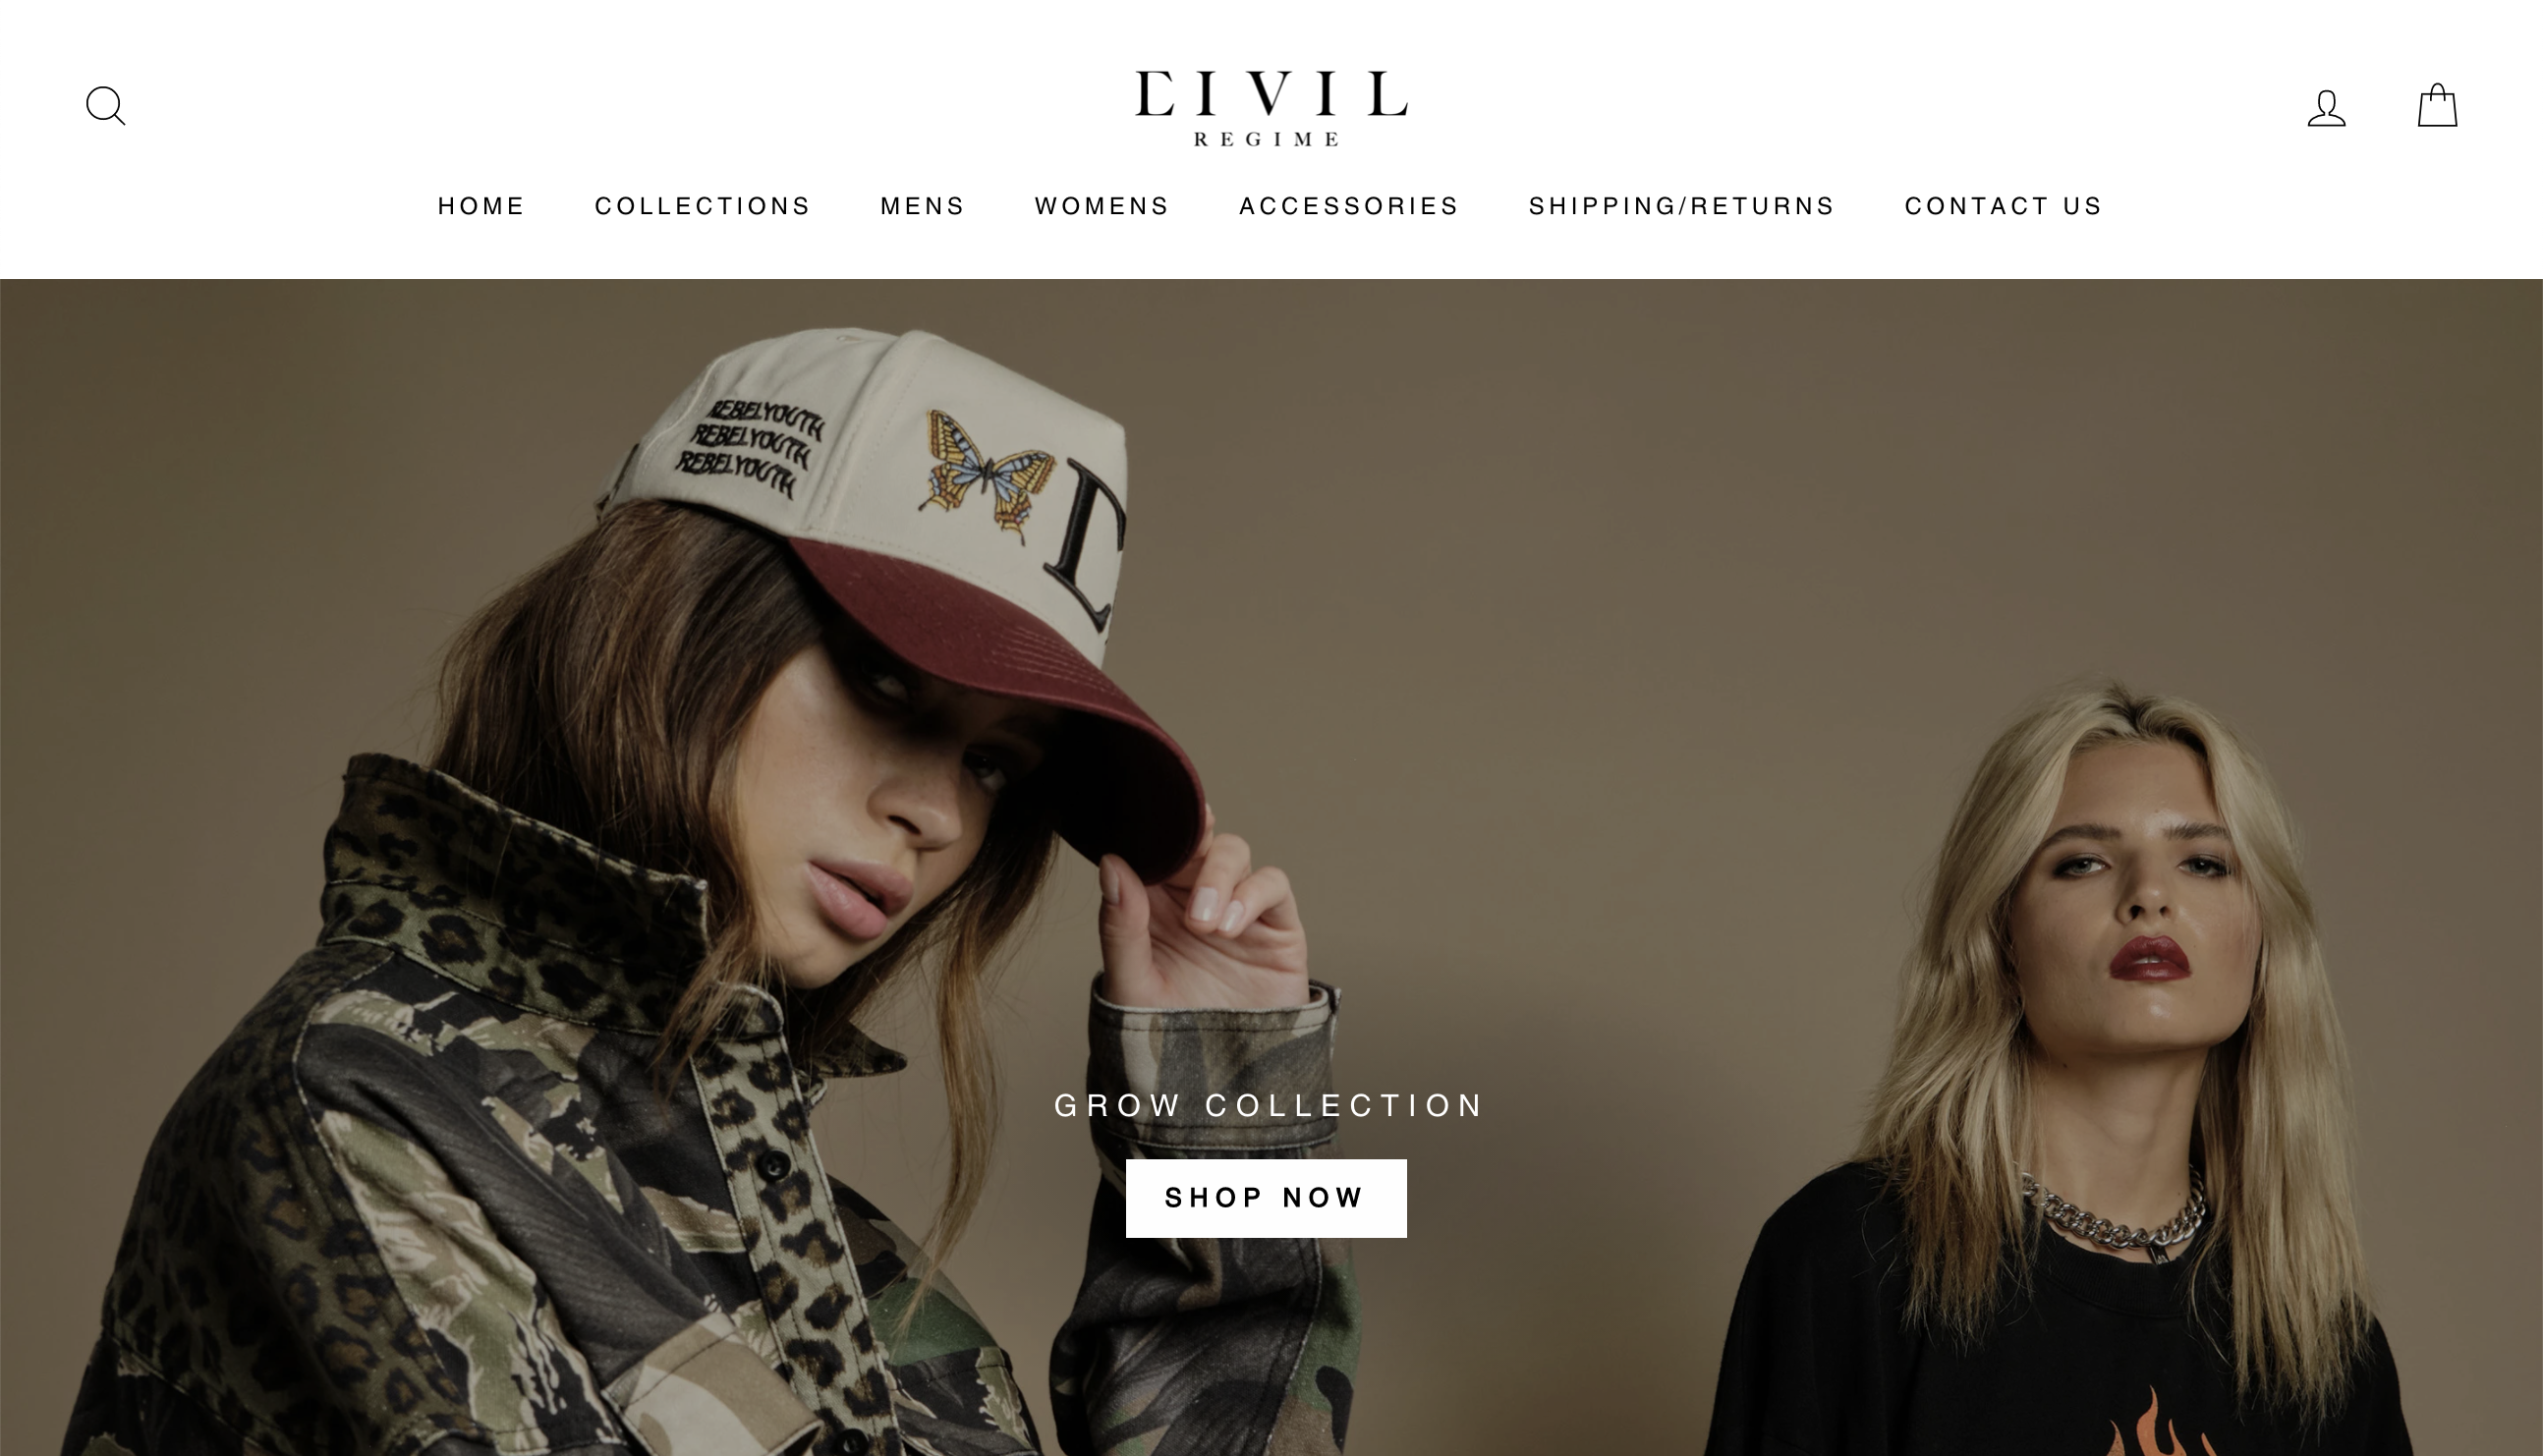 CIVIL
REGIME
HOME COLLECTIONS MENS WOMENS ACCESSORIES SHIPPING/RETURNS CONTACT US
REBELYOUTH
REBELYOUTH
REBELYOUTH
C
GROW COLLECTION
SHOP NOW